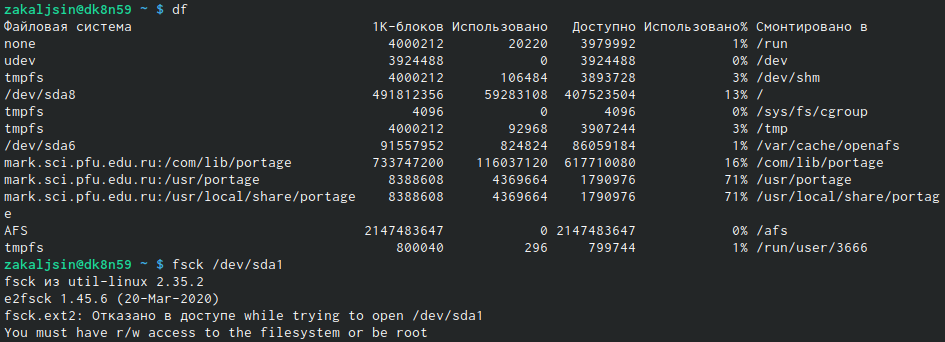 zakaljsin@dk8n59 ~ $ df
Файловая система 1K-блоков Использовано Доступно Использовано% Смонтировано в
none 4000212 20220 3979992 1% /run
udev 3924488 0 3924488 0% /dev
tmpfs 4000212 106484 3893728 3% /dev/shm
/dev/sda8 491812356 59283108 407523504 13% /
tmpfs 4096 0 4096 0% /sys/fs/cgroup
tmpfs 4000212 92968 3907244 3% /tmp
/dev/sda6 91557952 824824 86059184 1% /var/cache/openafs
mark.sci.pfu.edu.ru:/com/lib/portage 733747200 116037120 617710080 16% /com/lib/portage
mark.sci.pfu.edu.ru:/usr/portage 8388608 4369664 1790976 71% /usr/portage
mark.sci.pfu.edu.ru:/usr/local/share/portage 8388608 4369664 1790976 71% /usr/local/share/portag
e
AFS 2147483647 0 2147483647 0% /afs
tmpfs 800040 296 799744 1% /run/user/3666
zakaljsin@dk8n59 ~ $ fsck /dev/sda1
fsck из util-linux 2.35.2
e2fsck 1.45.6 (20-Mar-2020)
fsck.ext2: Отказано в доступе while trying to open /dev/sda1
You must have r/w access to the filesystem or be root